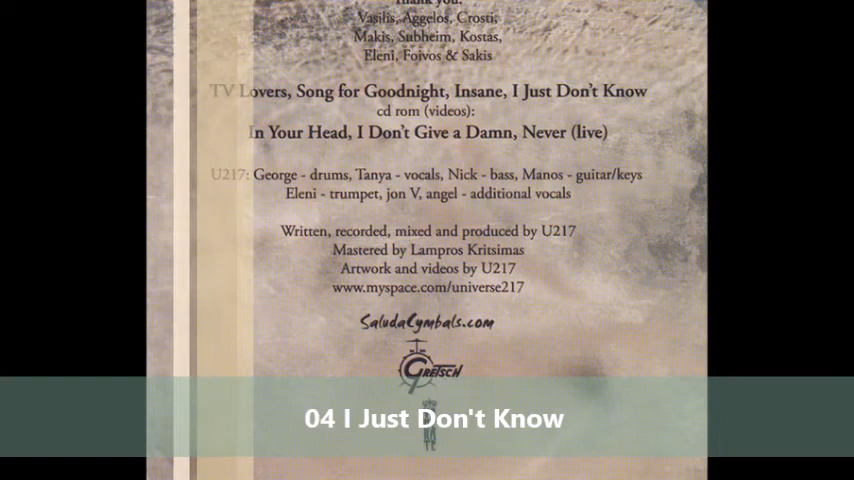 Thank you:
Vasilis, Aggelos, Crosti,
Makis, Subheim, Kostas,
Eleni, Foivos & Sakis
TV Lovers, Song for Goodnight, Insane, I Just Don't Know
cd rom (videos):
In Your Head, I Don't Give a Damn, Never (live)
U217: George - drums, Tanya - vocals, Nick - bass, Manos - guitar/keys
Eleni - trumpet, jon V, angel - additional vocals
Written, recorded, mixed and produced by U217
Mastered by Lampros Kritsimas
Artwork and videos by U217
www.myspace.com/universe217
SaludaCymbals.com
GRETSCH
04 I Just Don't Know